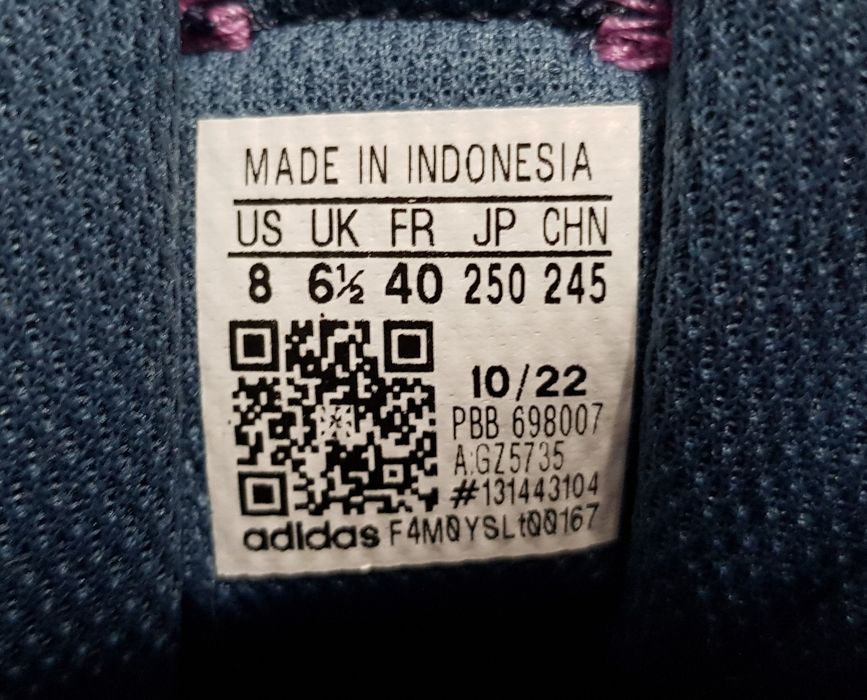 MADE IN INDONESIA
US UK FR JP CHN
8 6½ 40 250 245
10/22
PBB 698007
A:GZ5735
#131443104
adidas F4M0YSLt00167